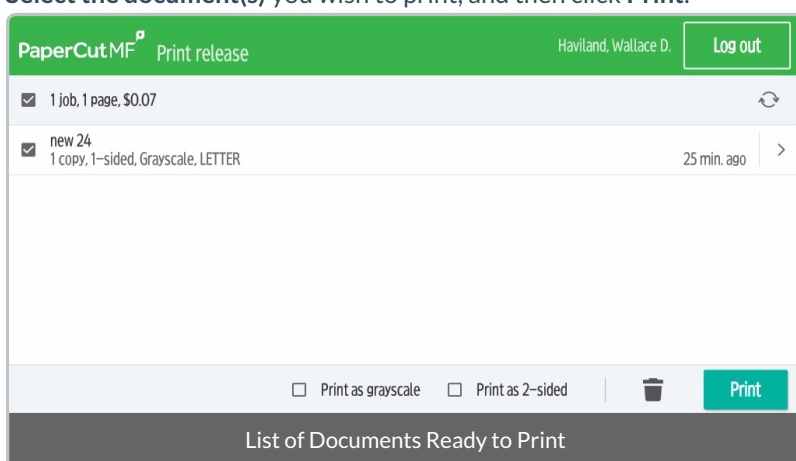 Select the document(s) you wish to print, and then click Print.
PaperCut MF Print release Haviland, Wallace D. Log out
1 job, 1 page, $0.07
new 24
1 copy, 1-sided, Grayscale, LETTER 25 min. ago
Print as grayscale Print as 2-sided Print
List of Documents Ready to Print